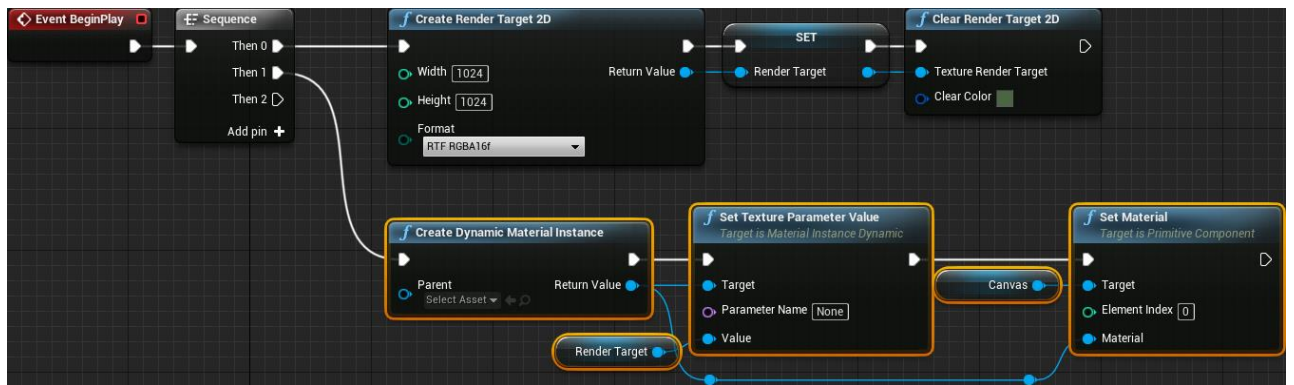 Event BeginPlay
Sequence
Then 0
Then 1
Then 2
Add pin +
Create Render Target 2D
Width 1024
Return Value
Height 1024
Format
RTF RGBA16f
SET
Render Target
Clear Render Target 2D
Texture Render Target
Clear Color
Create Dynamic Material Instance
Parent
Select Asset
Return Value
Render Target
Set Texture Parameter Value
Target is Material Instance Dynamic
Target
Parameter Name None
Value
Canvas
Set Material
Target is Primitive Component
Target
Element Index 0
Material